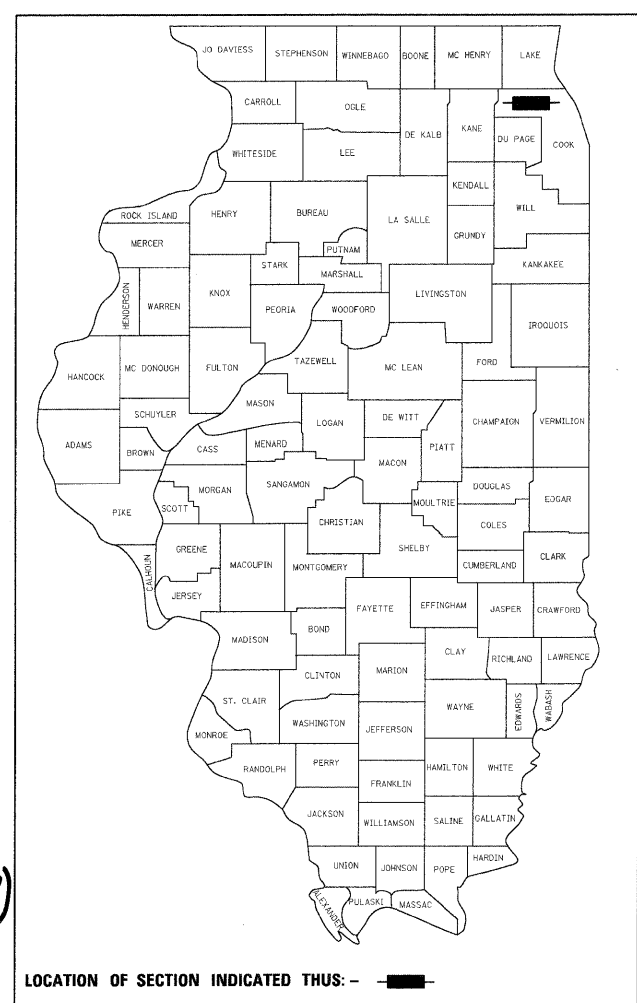 JO DAVIESS
STEPHENSON
WINNEBAGO
BOONE
MC HENRY
LAKE
CARROLL
OGLE
DE KALB
KANE
DU PAGE
COOK
WHITESIDE
LEE
KENDALL
WILL
ROCK ISLAND
HENRY
BUREAU
LA SALLE
GRUNDY
MERCER
PUTNAM
KANKAKEE
STARK
MARSHALL
HENDERSON
WARREN
KNOX
PEORIA
WOODFORD
LIVINGSTON
IROQUOIS
HANCOCK
MC DONOUGH
FULTON
TAZEWELL
MC LEAN
FORD
SCHUYLER
MASON
LOGAN
DE WITT
CHAMPAIGN
VERMILION
ADAMS
BROWN
CASS
MENARD
PIATT
MACON
SANGAMON
DOUGLAS
PIKE
SCOTT
MORGAN
MOULTRIE
EDGAR
CHRISTIAN
COLES
GREENE
MACOUPIN
MONTGOMERY
SHELBY
CUMBERLAND
CLARK
CALHOUN
JERSEY
FAYETTE
EFFINGHAM
JASPER
CRAWFORD
MADISON
BOND
CLAY
RICHLAND
LAWRENCE
CLINTON
MARION
ST. CLAIR
WAYNE
EDWARDS
WABASH
WASHINGTON
JEFFERSON
MONROE
RANDOLPH
PERRY
HAMILTON
WHITE
FRANKLIN
JACKSON
WILLIAMSON
SALINE
GALLATIN
UNION
JOHNSON
POPE
HARDIN
ALEXANDER
PULASKI
MASSAC
LOCATION OF SECTION INDICATED THUS: -